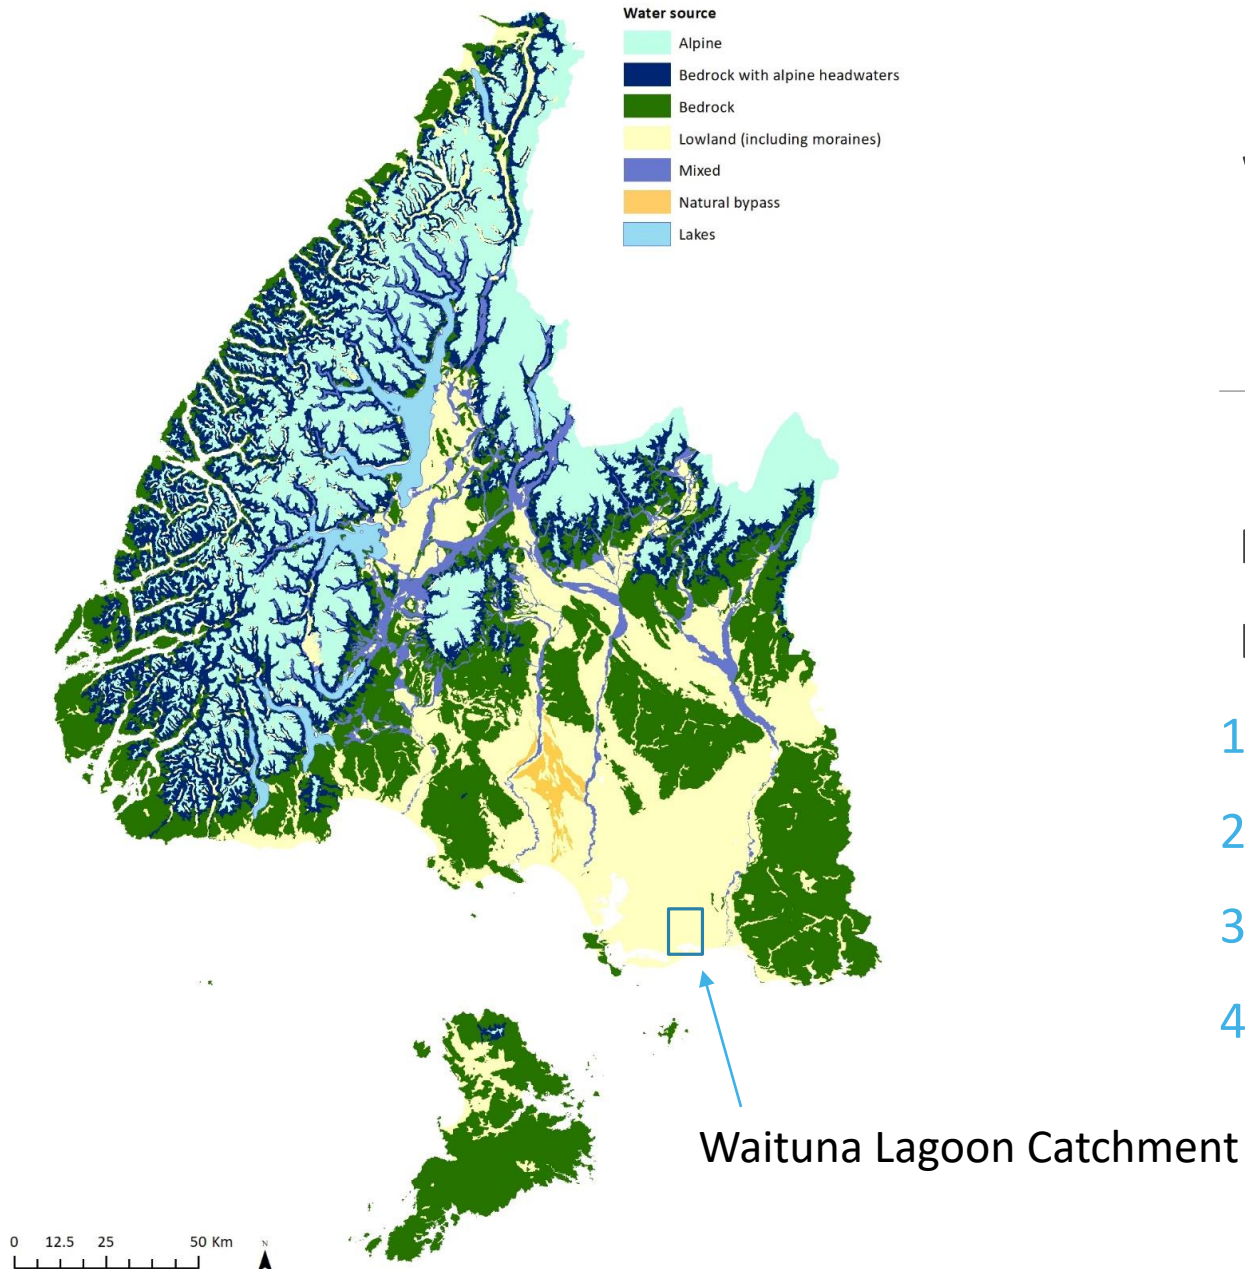 Water source
Alpine
Bedrock with alpine headwaters
Bedrock
Lowland (including moraines)
Mixed
Natural bypass
Lakes
1
2
3
4
Waituna Lagoon Catchment
0 12.5 25 50 Km
N